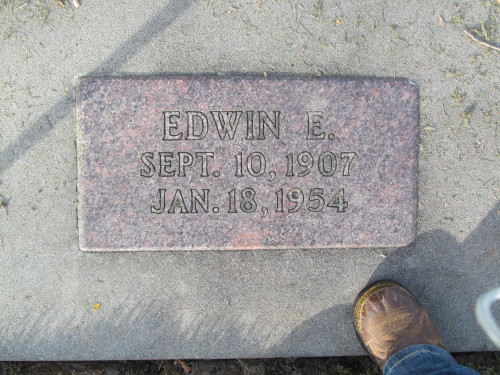 EDWIN E.
SEPT. 10, 1907
JAN. 18, 1954